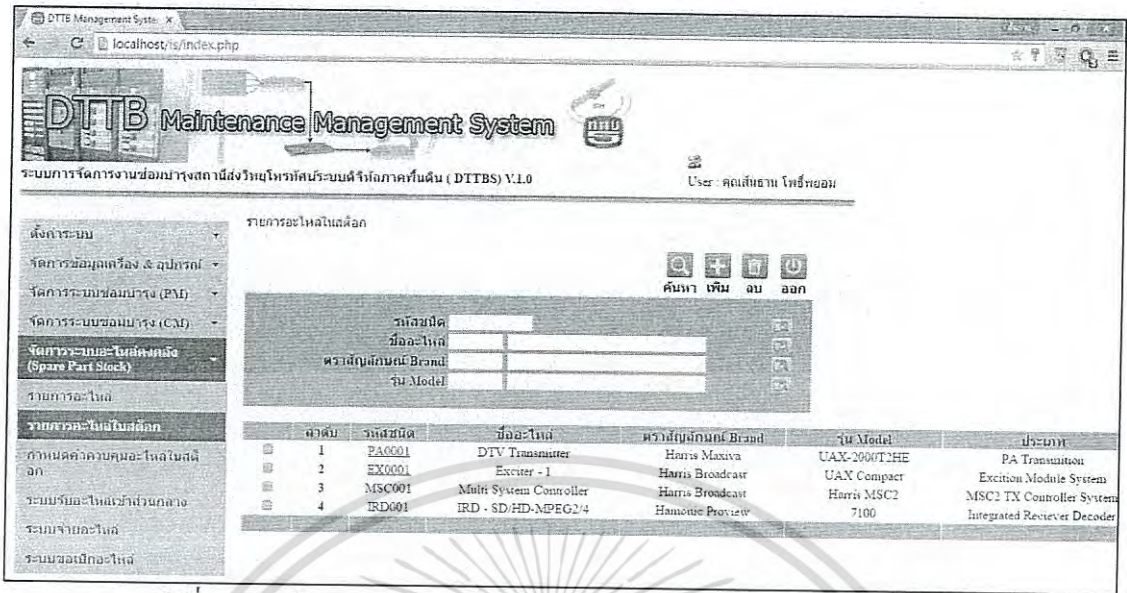 DTTB Management Syste
localhost/is/index.php
DTTB Maintenance Management System
ระบบการจัดการงานซ่อมบำรุงสถานีส่งวิทยุโทรทัศน์ระบบดิจิทัลภาคพื้นดิน ( DTTBS) V.1.0
User : คุณสันธาน โพธิ์พยอม
รายการอะไหล่ในสต๊อก
ตั้งค่าระบบ
จัดการข้อมูลเครื่อง & อุปกรณ์
จัดการระบบซ่อมบำรุง (PM)
จัดการระบบซ่อมบำรุง (CM)
จัดการระบบอะไหล่คงคลัง
(Spare Part Stock)
รายการอะไหล่
รายการอะไหล่ในสต๊อก
กำหนดค่าควบคุมอะไหล่ในสต๊
อก
ระบบรับอะไหล่เข้าส่วนกลาง
ระบบจ่ายอะไหล่
ระบบขอเบิกอะไหล่
ค้นหา เพิ่ม ลบ ออก
รหัสชนิด
ชื่ออะไหล่
ตราสัญลักษณ์ Brand
รุ่น Model
ลำดับ รหัสชนิด ชื่ออะไหล่ ตราสัญลักษณ์ Brand รุ่น Model ประเภท
1 PA0001 DTV Transmitter Harris Maxiva UAX-2000T2HE PA Transmition
2 EX0001 Exciter - 1 Harris Broadcast UAX Compact Excition Module System
3 MSC001 Multi System Controller Harris Broadcast Harris MSC2 MSC2 TX Controller System
4 IRD001 IRD - SD/HD-MPEG2/4 Hamonic Proview 7100 Integrated Reciever Decoder